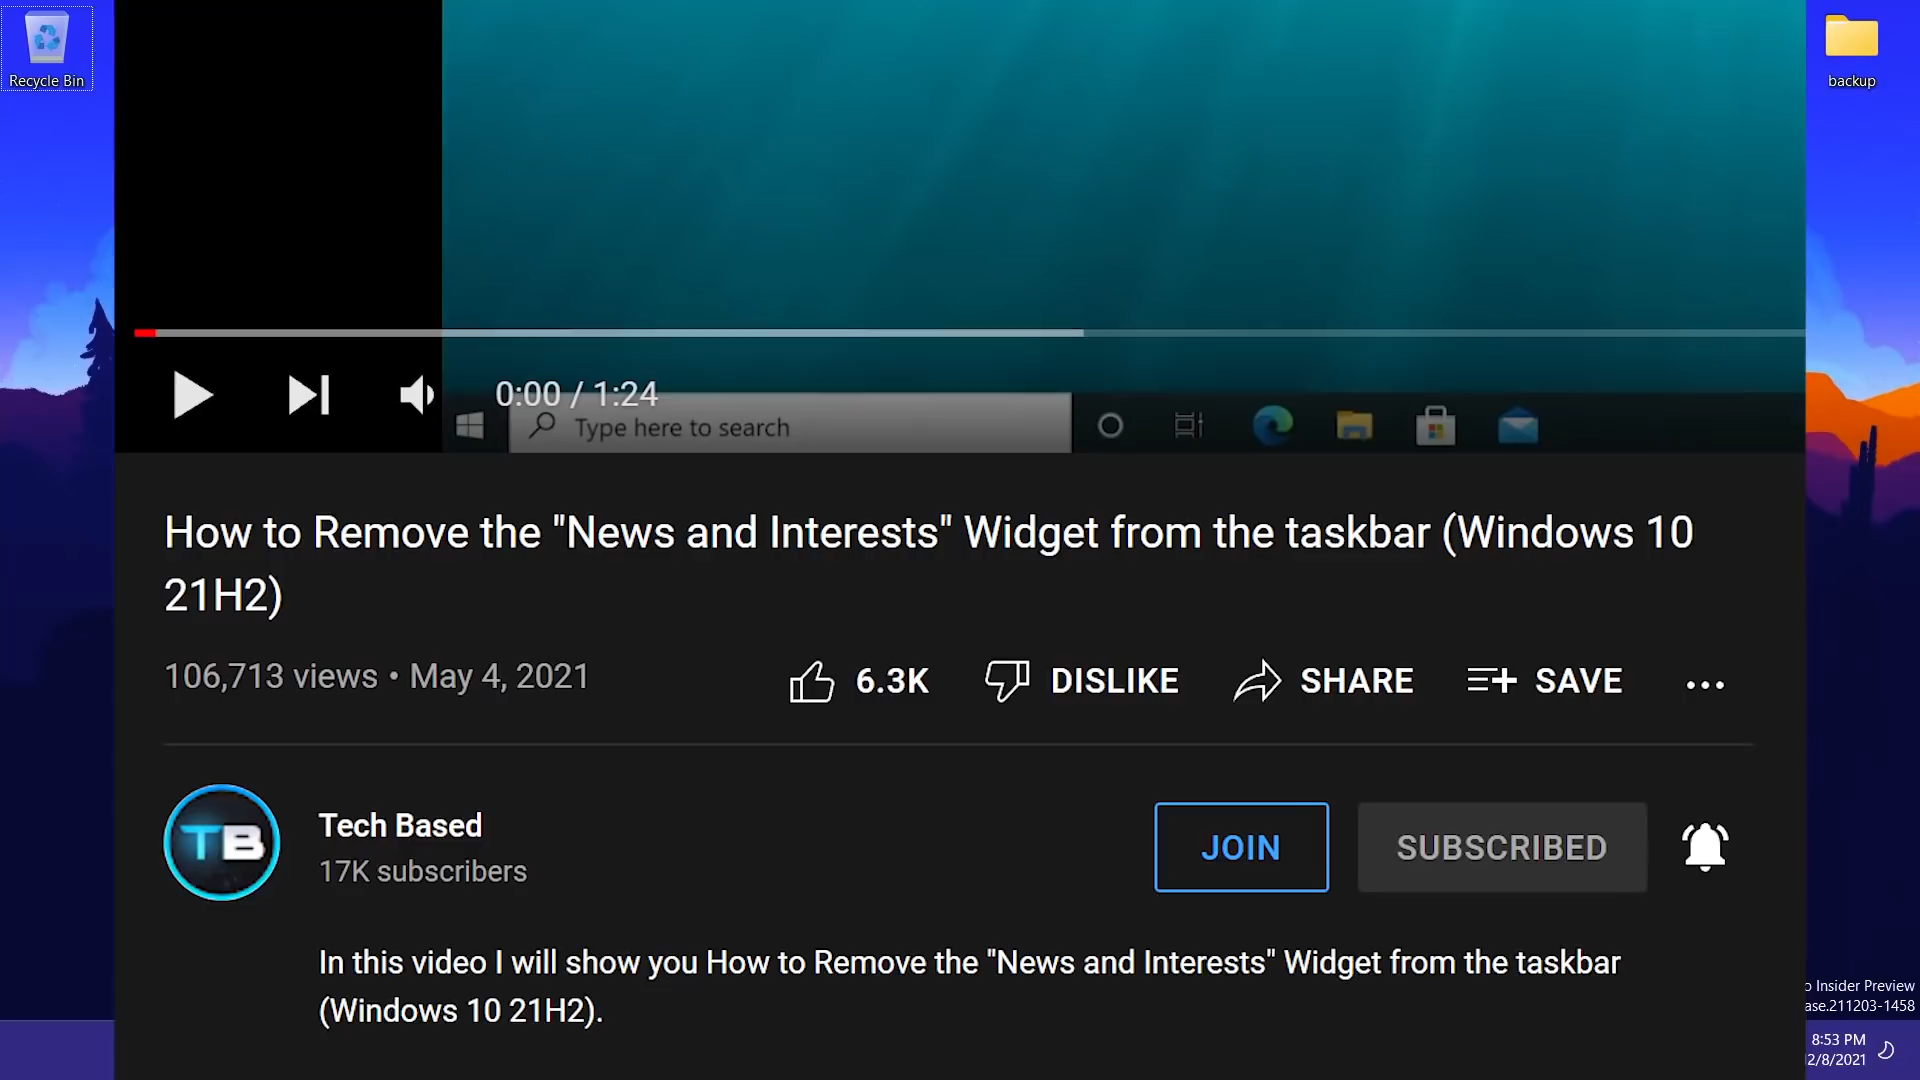 Recycle Bin
backup
0:00 / 1:24
Type here to search
How to Remove the "News and Interests" Widget from the taskbar (Windows 10
21H2)
106,713 views • May 4, 2021
6.3K
DISLIKE
SHARE
SAVE
TB
Tech Based
17K subscribers
JOIN
SUBSCRIBED
In this video I will show you How to Remove the "News and Interests" Widget from the taskbar
(Windows 10 21H2).
Insider Preview
ase.211203-1458
8:53 PM
2/8/2021